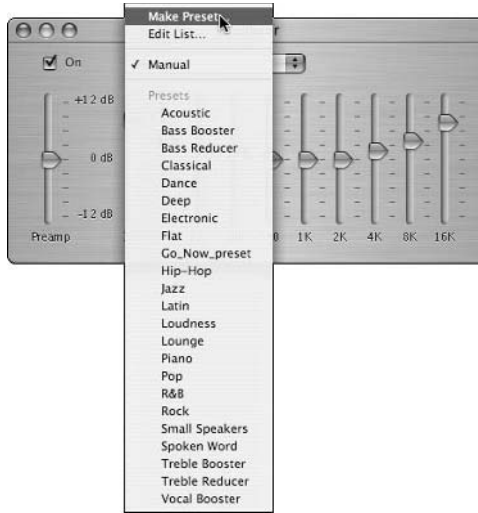 Make Preset
Edit List...
r
On
✓ Manual
+12 dB
0 dB
-12 dB
Preamp
Presets
Acoustic
Bass Booster
Bass Reducer
Classical
Dance
Deep
Electronic
Flat
Go_Now_preset
Hip-Hop
Jazz
Latin
Loudness
Lounge
Piano
Pop
R&B
Rock
Small Speakers
Spoken Word
Treble Booster
Treble Reducer
Vocal Booster
0 1K 2K 4K 8K 16K